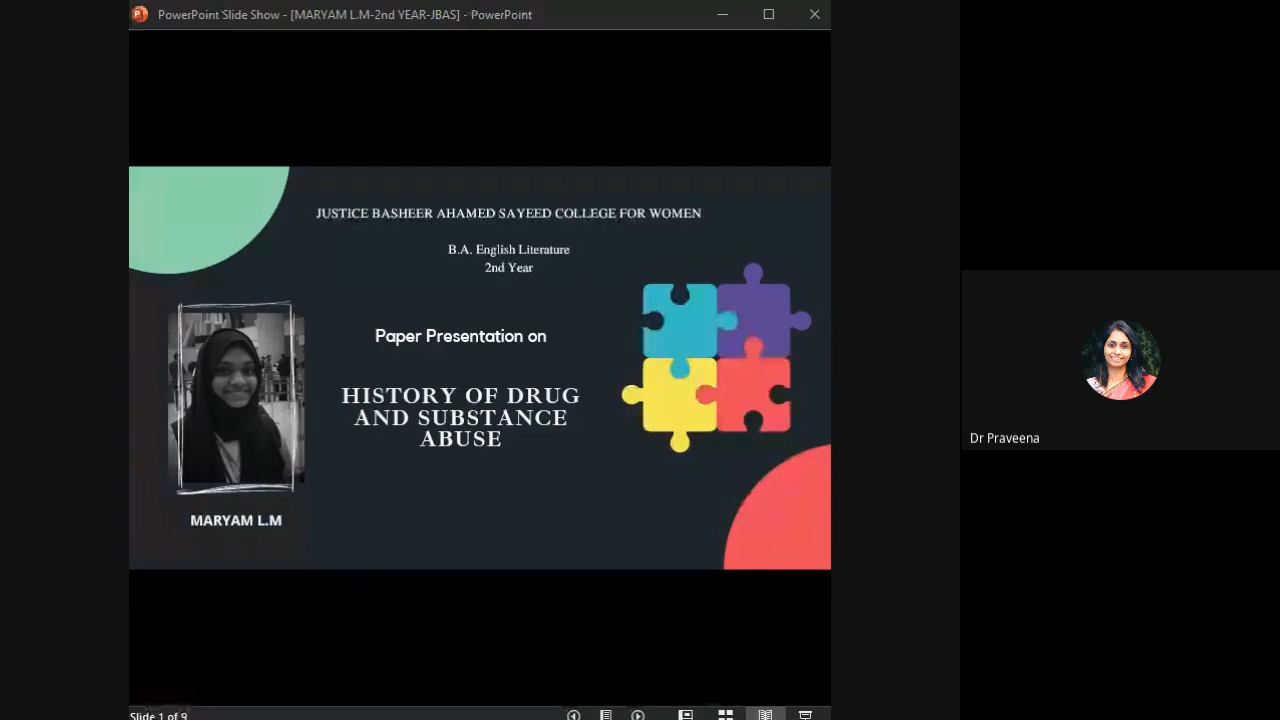 PowerPoint Slide Show - [MARYAM L.M-2nd YEAR-JBAS] - PowerPoint
JUSTICE BASHEER AHAMED SAYEED COLLEGE FOR WOMEN
B.A. English Literature
2nd Year
Paper Presentation on
HISTORY OF DRUG
AND SUBSTANCE
ABUSE
MARYAM L.M
Dr Praveena
Slide 1 of 9